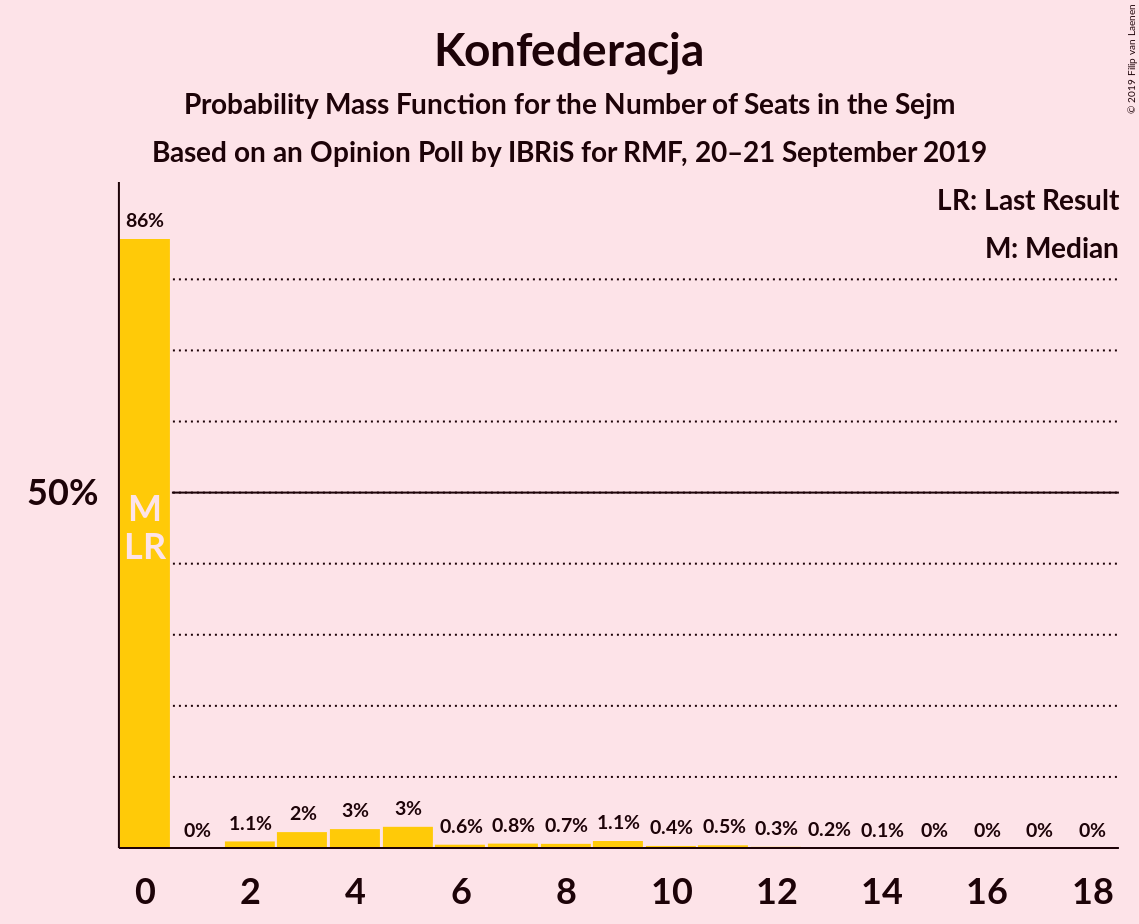 Konfederacja
Probability Mass Function for the Number of Seats in the Sejm
Based on an Opinion Poll by IBRiS for RMF, 20–21 September 2019
© 2019 Filip van Laenen
LR: Last Result
M: Median
86%
50%
M
LR
0% 1.1% 2% 3% 3% 0.6% 0.8% 0.7% 1.1% 0.4% 0.5% 0.3% 0.2% 0.1% 0% 0% 0% 0%
0 2 4 6 8 10 12 14 16 18